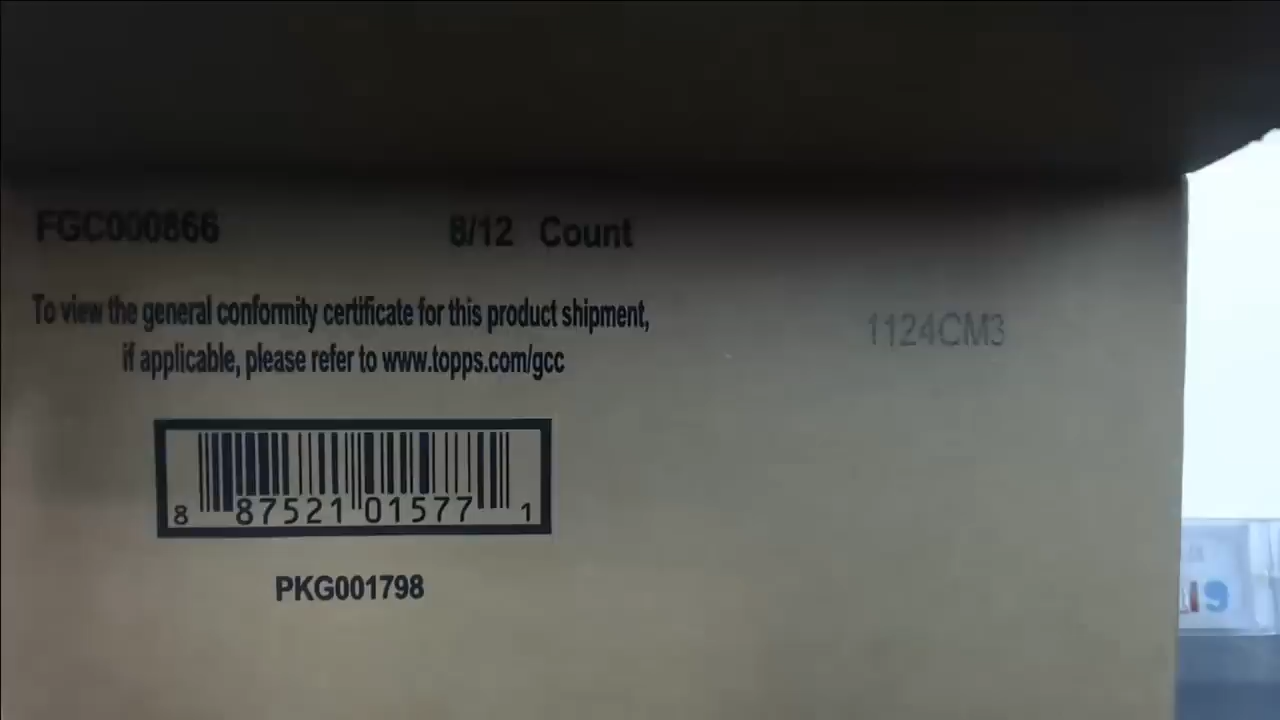 FGC000866 8/12 Count
To view the general conformity certificate for this product shipment,
if applicable, please refer to www.topps.com/gcc
1124CM3
8 87521 01577 1
PKG001798